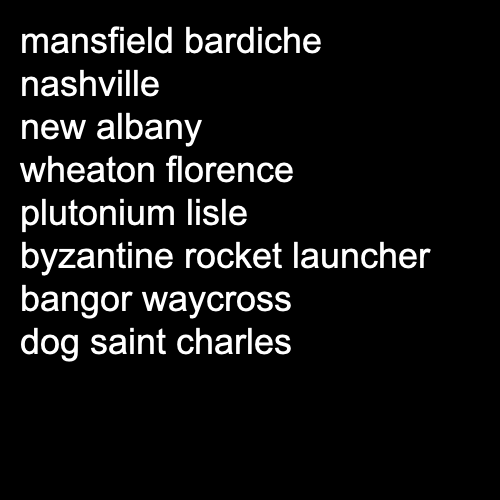 mansfield bardiche
nashville
new albany
wheaton florence
plutonium lisle
byzantine rocket launcher
bangor waycross
dog saint charles